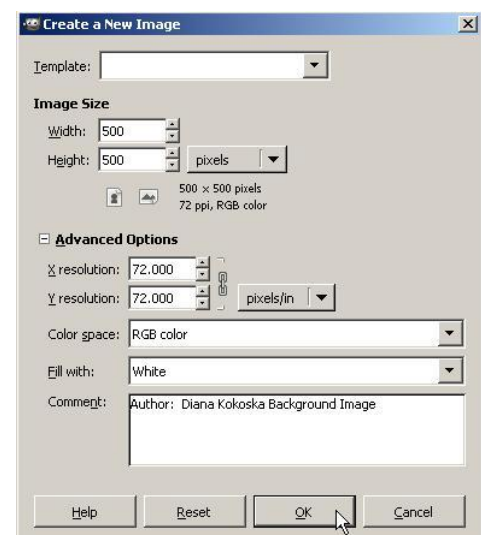 Create a New Image
Template:
Image Size
Width: 500
Height: 500 pixels
500 × 500 pixels
72 ppi, RGB color
Advanced Options
X resolution: 72.000
Y resolution: 72.000 pixels/in
Color space: RGB color
Fill with: White
Comment: Author: Diana Kokoska Background Image
Help Reset OK Cancel